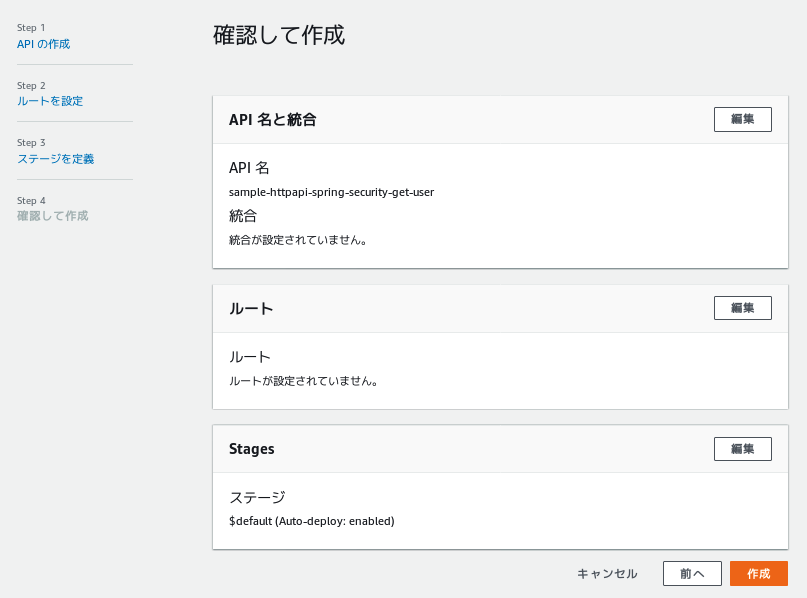 Step 1
API の作成
Step 2
ルートを設定
Step 3
ステージを定義
Step 4
確認して作成
確認して作成
API 名と統合
編集
API 名
sample-httpapi-spring-security-get-user
統合
統合が設定されていません。
ルート
編集
ルート
ルートが設定されていません。
Stages
編集
ステージ
$default (Auto-deploy: enabled)
キャンセル
前へ
作成